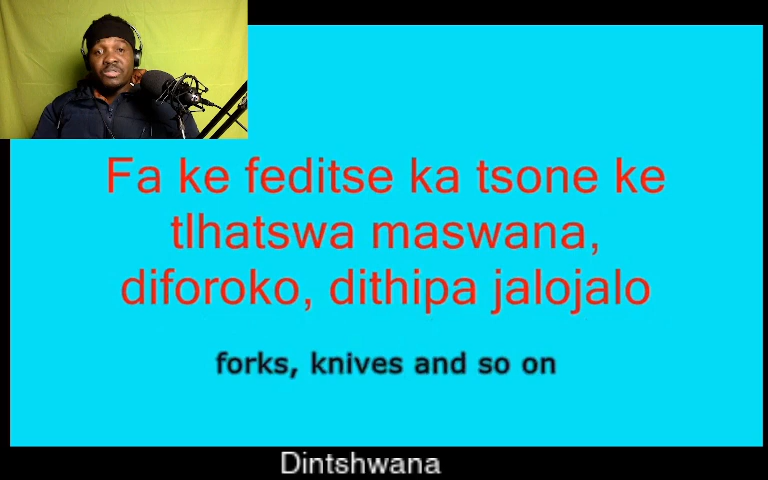 Fa ke feditse ka tsone ke
tlhatswa maswana,
diforoko, dithipa jalojalo
forks, knives and so on
Dintshwana